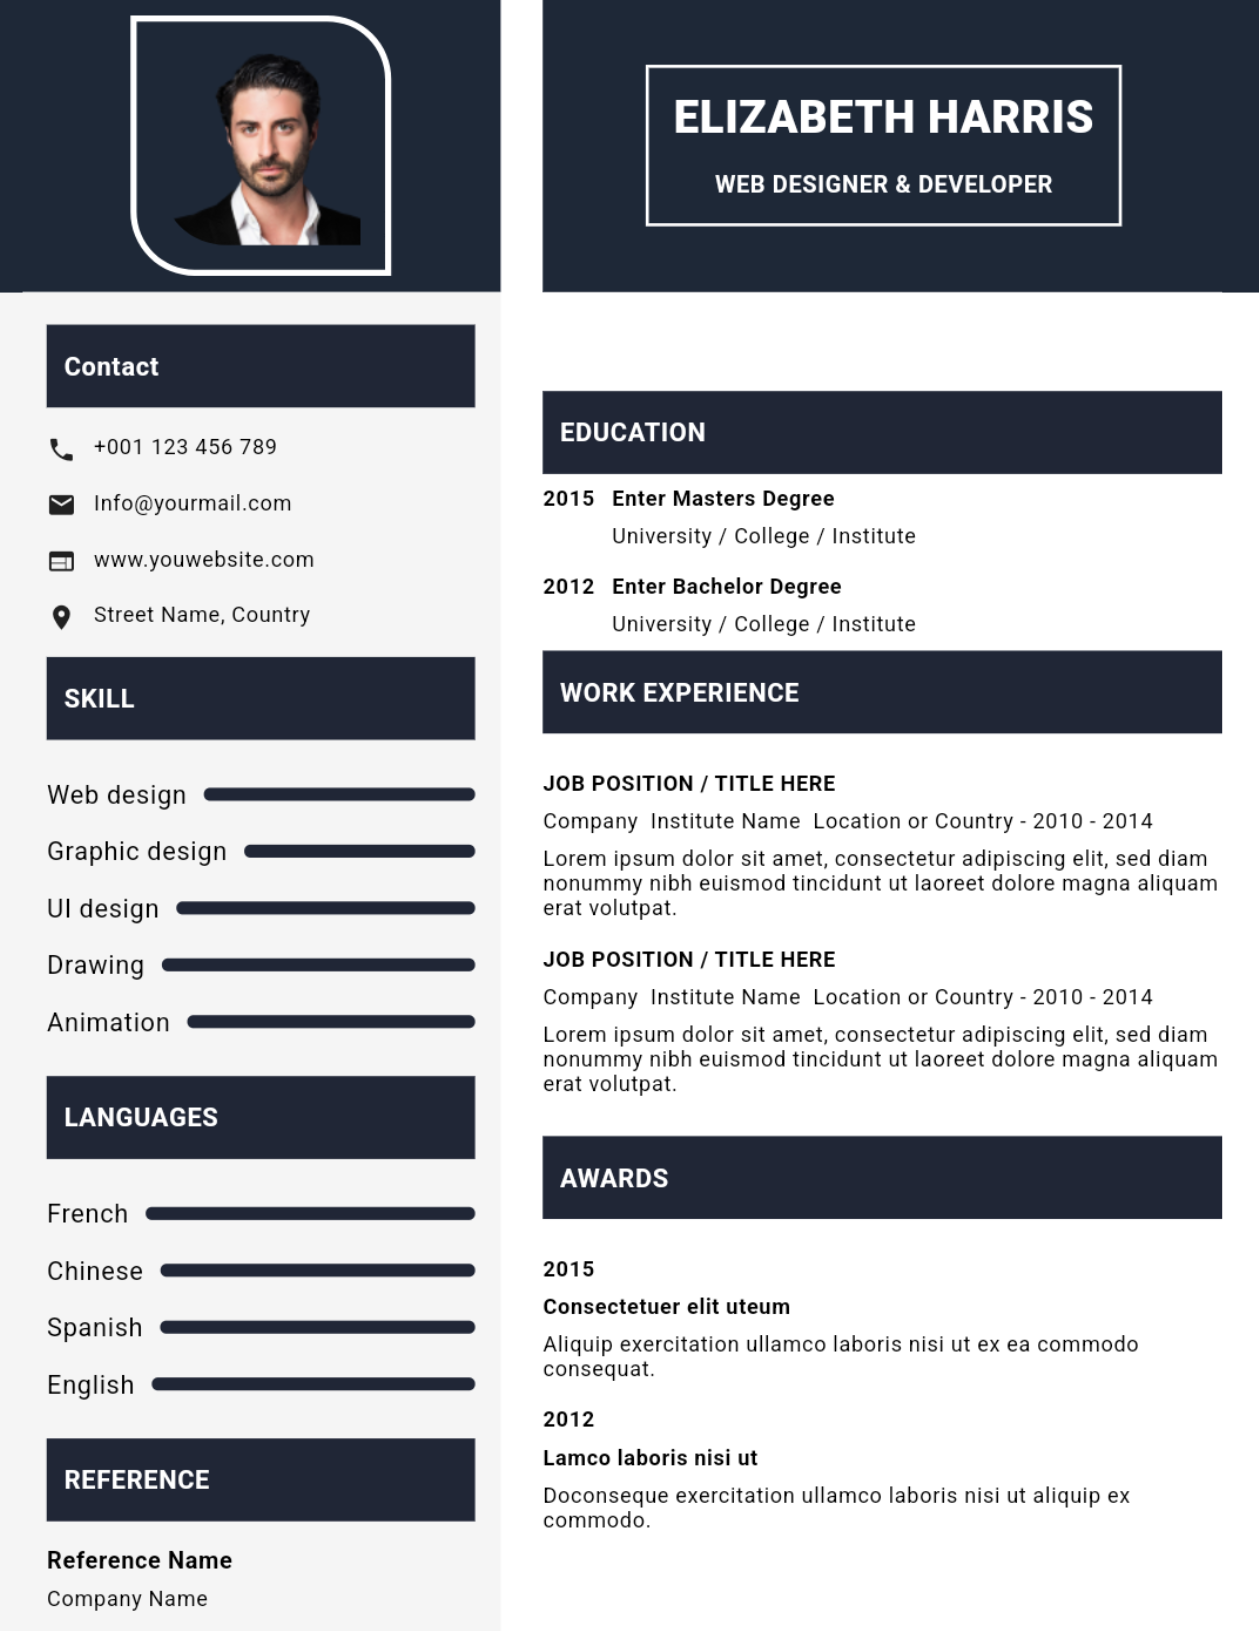 ELIZABETH HARRIS
WEB DESIGNER & DEVELOPER
Contact
+001 123 456 789
Info@yourmail.com
www.youwebsite.com
Street Name, Country
SKILL
Web design
Graphic design
UI design
Drawing
Animation
LANGUAGES
French
Chinese
Spanish
English
REFERENCE
Reference Name
Company Name
EDUCATION
2015 Enter Masters Degree
University / College / Institute
2012 Enter Bachelor Degree
University / College / Institute
WORK EXPERIENCE
JOB POSITION / TITLE HERE
Company  Institute Name  Location or Country - 2010 - 2014
Lorem ipsum dolor sit amet, consectetur adipiscing elit, sed diam
nonummy nibh euismod tincidunt ut laoreet dolore magna aliquam
erat volutpat.
JOB POSITION / TITLE HERE
Company  Institute Name  Location or Country - 2010 - 2014
Lorem ipsum dolor sit amet, consectetur adipiscing elit, sed diam
nonummy nibh euismod tincidunt ut laoreet dolore magna aliquam
erat volutpat.
AWARDS
2015
Consectetuer elit uteum
Aliquip exercitation ullamco laboris nisi ut ex ea commodo
consequat.
2012
Lamco laboris nisi ut
Doconseque exercitation ullamco laboris nisi ut aliquip ex
commodo.